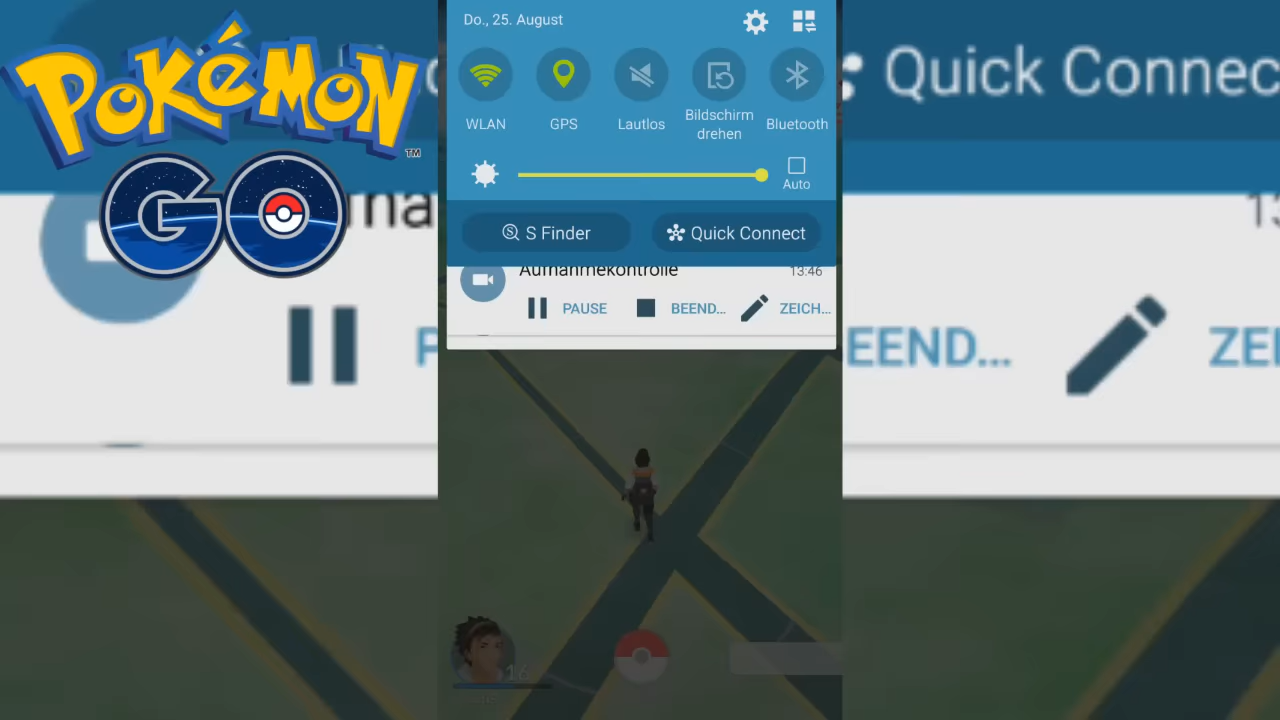 POKÉMON
TM
GO
Do., 25. August
WLAN
GPS
Lautlos
Bildschirm
drehen
Bluetooth
Auto
S Finder
Quick Connect
Aufnahmekontrolle
13:46
PAUSE
BEEND...
ZEICH...
16
Quick Connec
EEND...